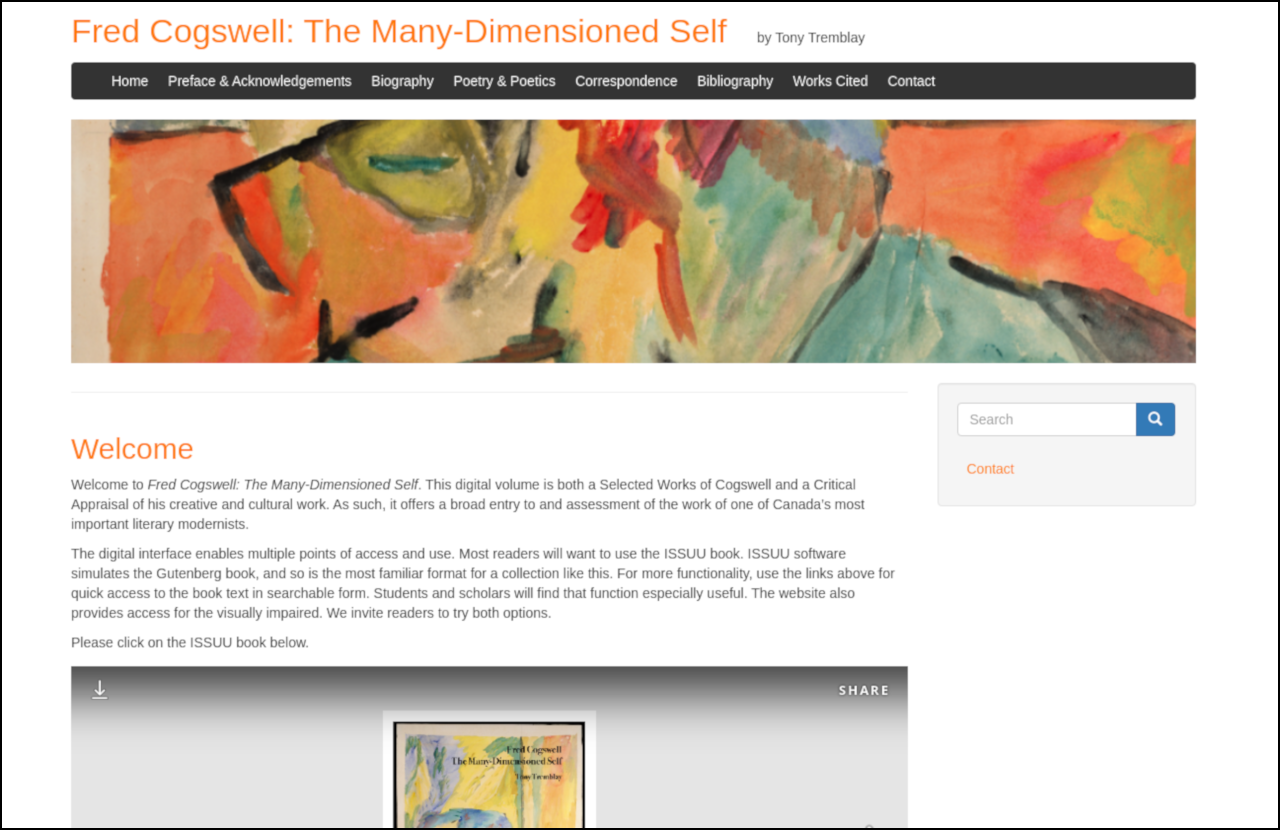 Fred Cogswell: The Many-Dimensioned Self by Tony Tremblay
Home Preface & Acknowledgements Biography Poetry & Poetics Correspondence Bibliography Works Cited Contact
Search
Contact
Welcome
Welcome to Fred Cogswell: The Many-Dimensioned Self. This digital volume is both a Selected Works of Cogswell and a Critical
Appraisal of his creative and cultural work. As such, it offers a broad entry to and assessment of the work of one of Canada’s most
important literary modernists.
The digital interface enables multiple points of access and use. Most readers will want to use the ISSUU book. ISSUU software
simulates the Gutenberg book, and so is the most familiar format for a collection like this. For more functionality, use the links above for
quick access to the book text in searchable form. Students and scholars will find that function especially useful. The website also
provides access for the visually impaired. We invite readers to try both options.
Please click on the ISSUU book below.
SHARE
Fred Cogswell
The Many-Dimensioned Self
Tony Tremblay